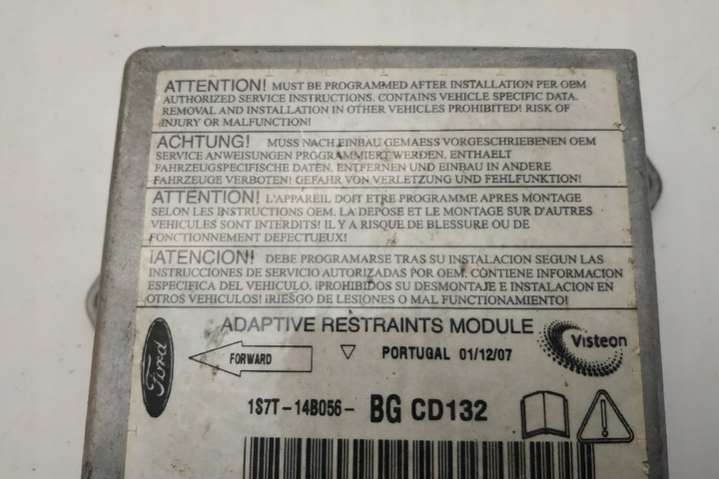 ATTENTION! MUST BE PROGRAMMED AFTER INSTALLATION PER OEM
AUTHORIZED SERVICE INSTRUCTIONS. CONTAINS VEHICLE SPECIFIC DATA.
REMOVAL AND INSTALLATION IN OTHER VEHICLES PROHIBITED! RISK OF
INJURY OR MALFUNCTION!
ACHTUNG! MUSS NACH EINBAU GEMAESS VORGESCHRIEBENEN OEM
SERVICE ANWEISUNGEN PROGRAMMIERT WERDEN. ENTHAELT
FAHRZEUGSPEZIFISCHE DATEN. ENTFERNEN UND EINBAU IN ANDERE
FAHRZEUGE VERBOTEN! GEFAHR VON VERLETZUNG UND FEHLFUNKTION!
ATTENTION! L'APPAREIL DOIT ETRE PROGRAMME APRES MONTAGE
SELON LES INSTRUCTIONS OEM. LA DEPOSE ET LE MONTAGE SUR D'AUTRES
VEHICULES SONT INTERDITS! IL Y A RISQUE DE BLESSURE OU DE
FONCTIONNEMENT DEFECTUEUX!
¡ATENCION! DEBE PROGRAMARSE TRAS SU INSTALACION SEGUN LAS
INSTRUCCIONES DE SERVICIO AUTORIZADAS POR OEM. CONTIENE INFORMACION
ESPECIFICA DEL VEHICULO. ¡PROHIBIDOS SU DESMONTAJE E INSTALACION EN
OTROS VEHICULOS! ¡RIESGO DE LESIONES O MAL FUNCIONAMIENTO!
ADAPTIVE RESTRAINTS MODULE
Ford
FORWARD
PORTUGAL 01/12/07
Visteon
1S7T-14B056- BG CD132